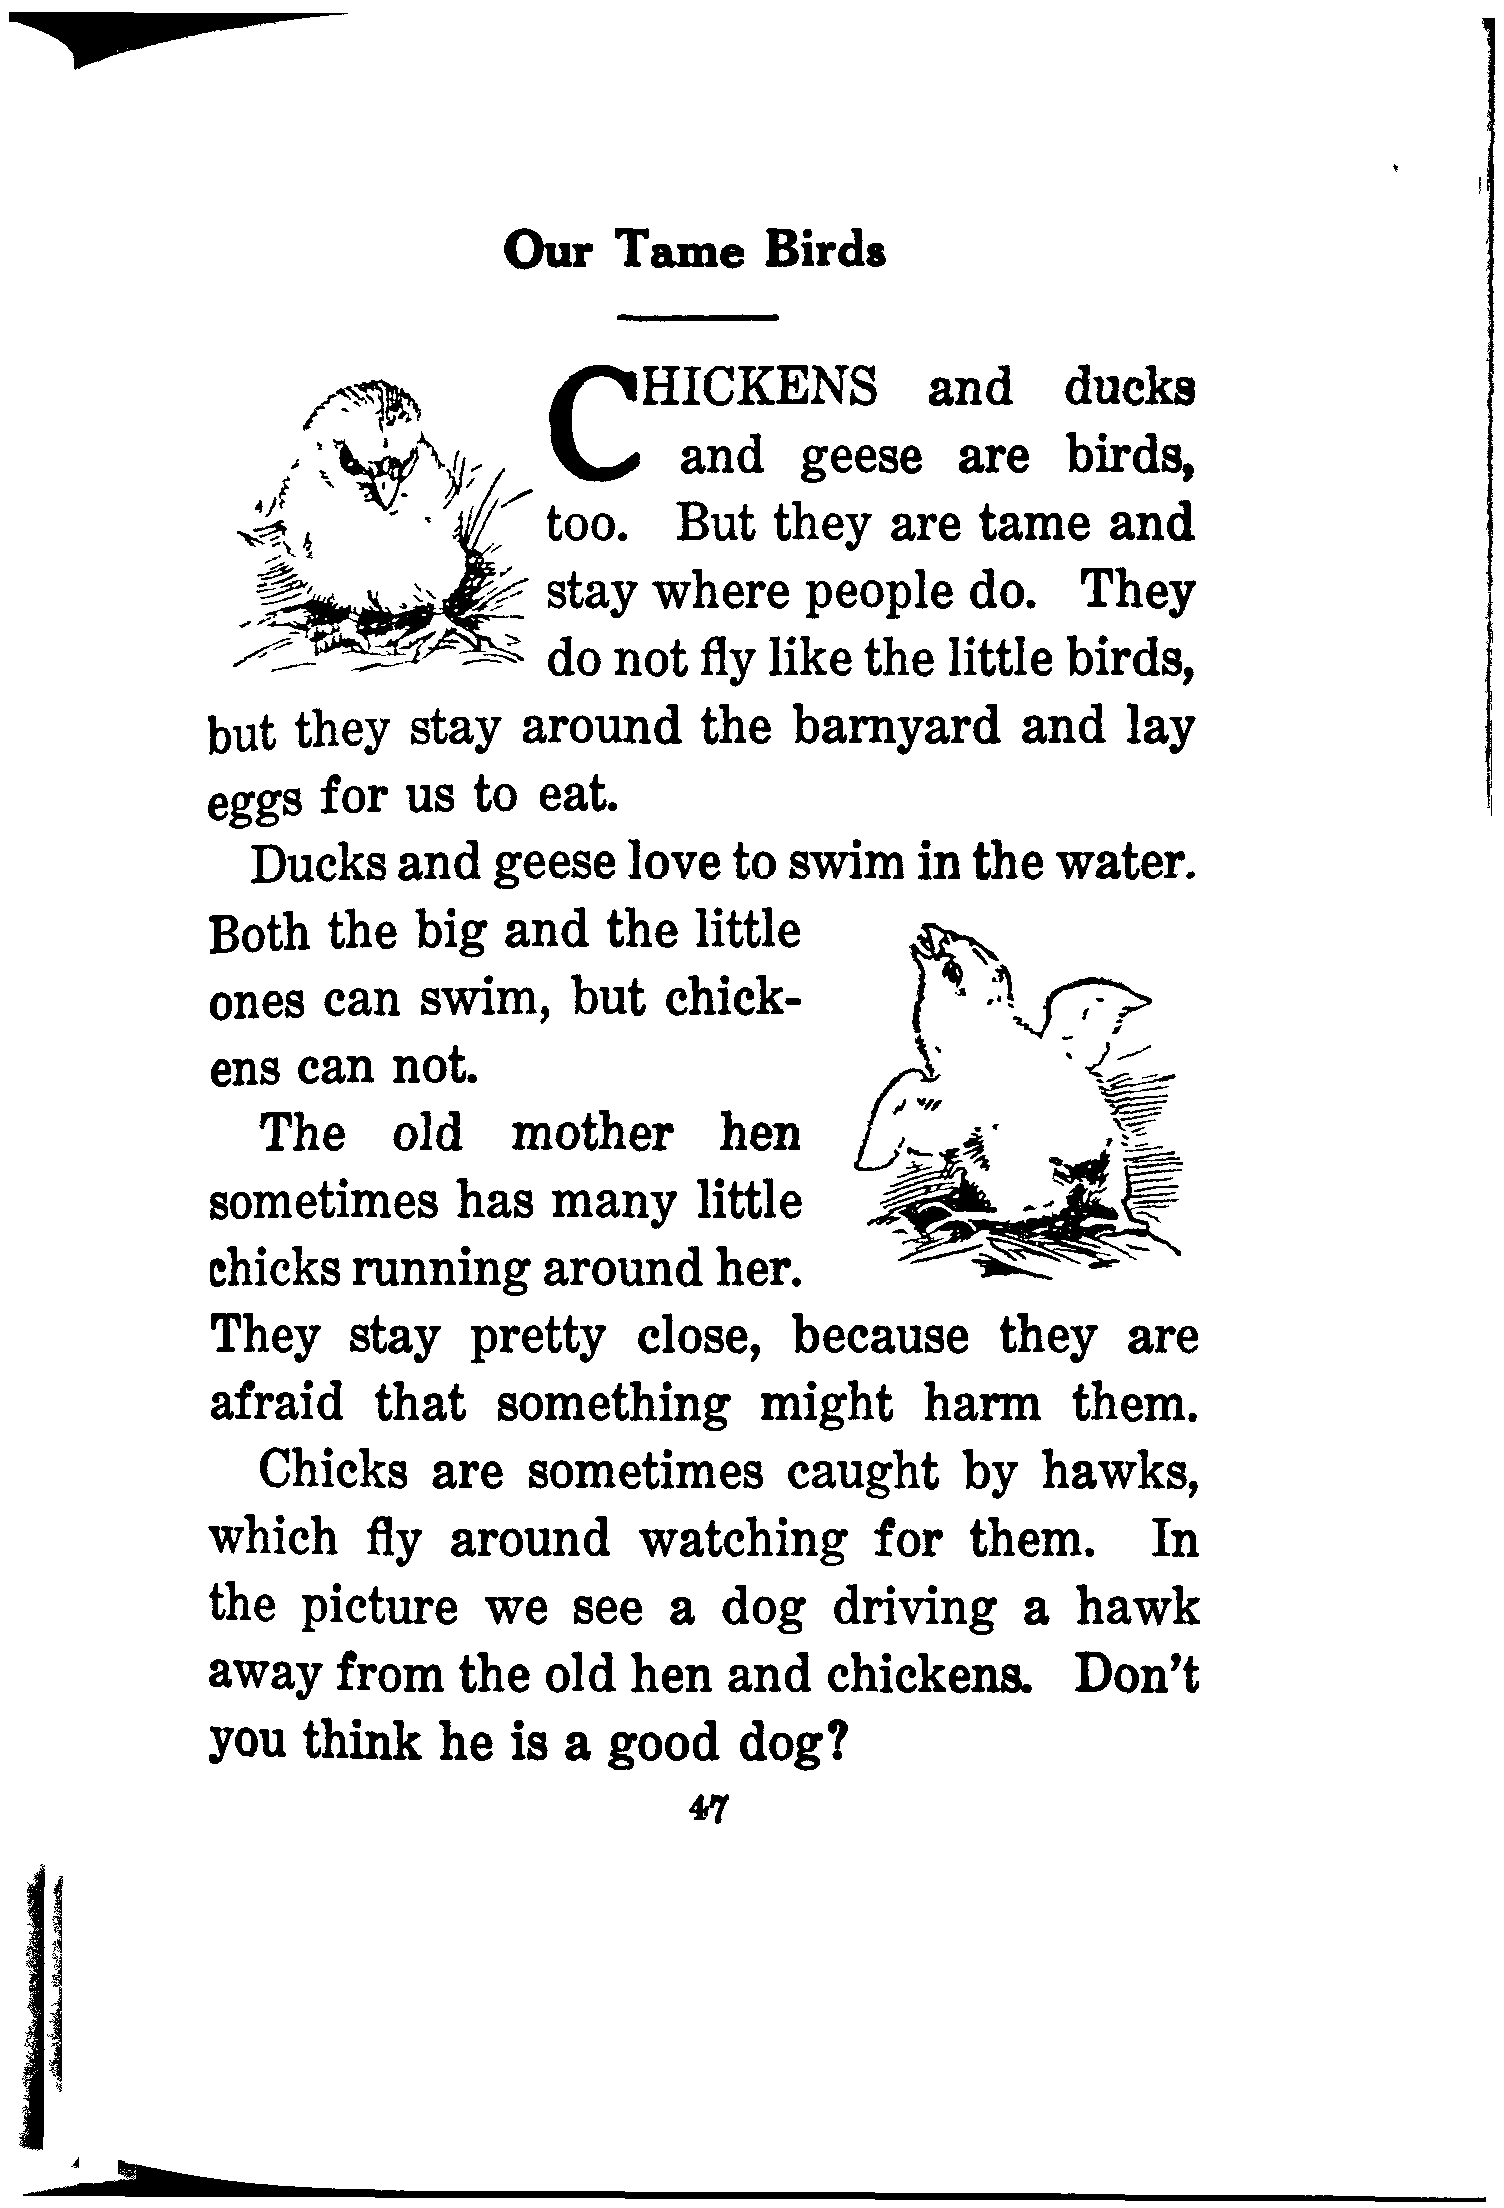 Our Tame Birds
CHICKENS and ducks
and geese are birds,
too. But they are tame and
stay where people do. They
do not fly like the little birds,
but they stay around the barnyard and lay
eggs for us to eat.
Ducks and geese love to swim in the water.
Both the big and the little
ones can swim, but chick-
ens can not.
The old mother hen
sometimes has many little
chicks running around her.
They stay pretty close, because they are
afraid that something might harm them.
Chicks are sometimes caught by hawks,
which fly around watching for them. In
the picture we see a dog driving a hawk
away from the old hen and chickens. Don't
you think he is a good dog?
47